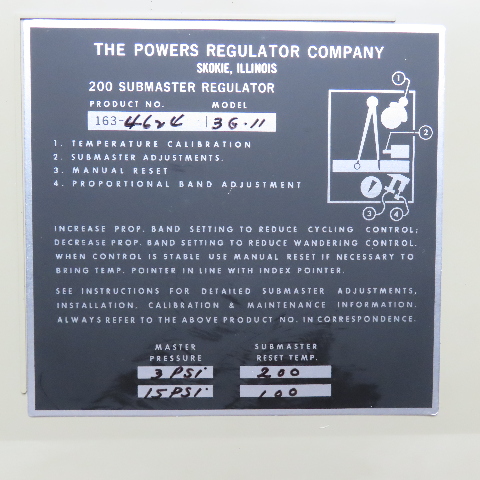 THE POWERS REGULATOR COMPANY
SKOKIE, ILLINOIS
200 SUBMASTER REGULATOR
PRODUCT NO. MODEL
163-4624 13G-11
1. TEMPERATURE CALIBRATION
2. SUBMASTER ADJUSTMENTS.
3. MANUAL RESET
4. PROPORTIONAL BAND ADJUSTMENT
1
2
3 4
INCREASE PROP. BAND SETTING TO REDUCE CYCLING CONTROL;
DECREASE PROP. BAND SETTING TO REDUCE WANDERING CONTROL.
WHEN CONTROL IS STABLE USE MANUAL RESET IF NECESSARY TO
BRING TEMP. POINTER IN LINE WITH INDEX POINTER.
SEE INSTRUCTIONS FOR DETAILED SUBMASTER ADJUSTMENTS,
INSTALLATION, CALIBRATION & MAINTENANCE INFORMATION.
ALWAYS REFER TO THE ABOVE PRODUCT NO. IN CORRESPONDENCE.
MASTER SUBMASTER
PRESSURE RESET TEMP.
3 PSI 200
15 PSI 100